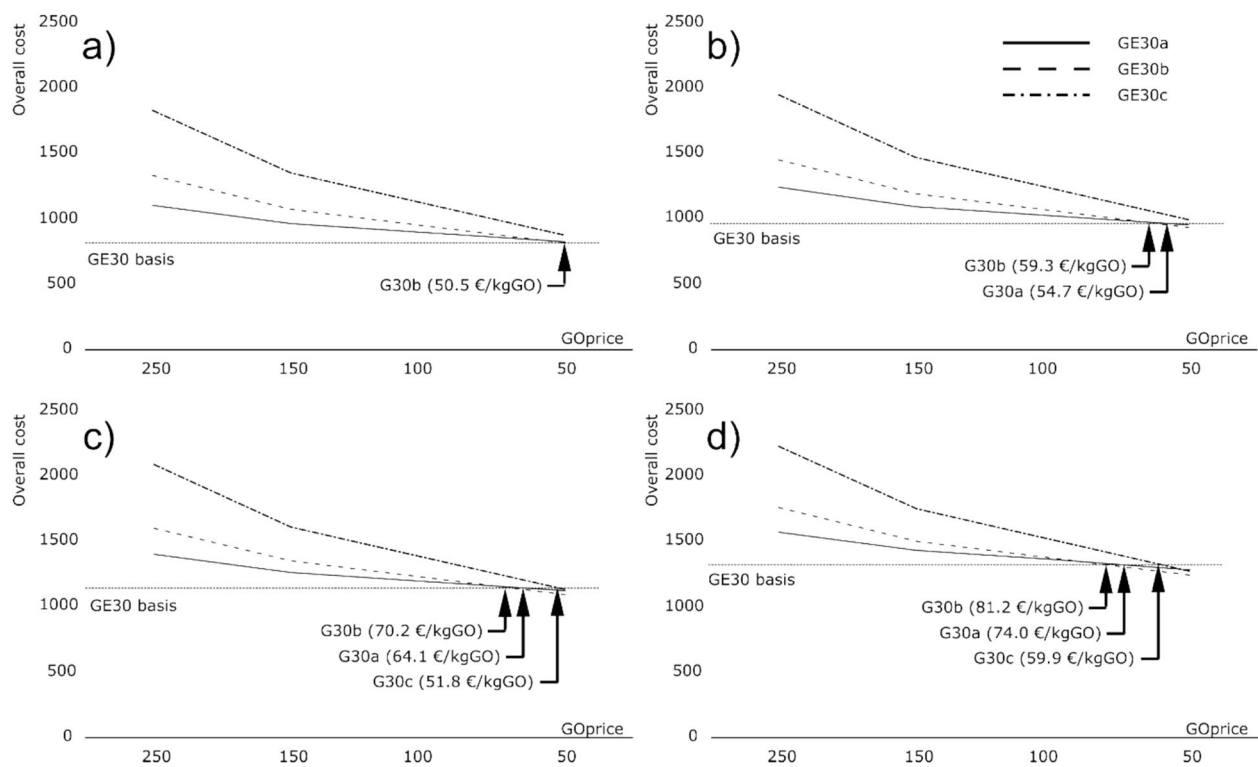 a)
Overall cost
2500
2000
1500
1000
500
0
GE30 basis
G30b (50.5 €/kgGO)
GOprice
250 150 100 50
b)
Overall cost
2500
2000
1500
1000
500
0
GE30a
GE30b
GE30c
GE30 basis
G30b (59.3 €/kgGO)
G30a (54.7 €/kgGO)
GOprice
250 150 100 50
c)
Overall cost
2500
2000
1500
1000
500
0
GE30 basis
G30b (70.2 €/kgGO)
G30a (64.1 €/kgGO)
G30c (51.8 €/kgGO)
GOprice
250 150 100 50
d)
Overall cost
2500
2000
1500
1000
500
0
GE30 basis
G30b (81.2 €/kgGO)
G30a (74.0 €/kgGO)
G30c (59.9 €/kgGO)
GOprice
250 150 100 50